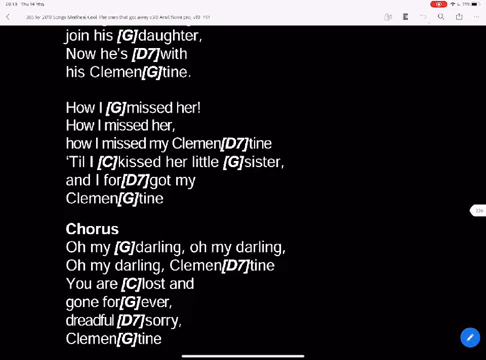 join his [G]daughter,
Now he's [D7]with
his Clemen[G]tine.
How I [G]missed her!
How I missed her,
how I missed my Clemen[D7]tine
‘Til I [C]kissed her little [G]sister,
and I for[D7]got my
Clemen[G]tine
Chorus
Oh my [G]darling, oh my darling,
Oh my darling, Clemen[D7]tine
You are [C]lost and
gone for[G]ever,
dreadful [D7]sorry,
Clemen[G]tine